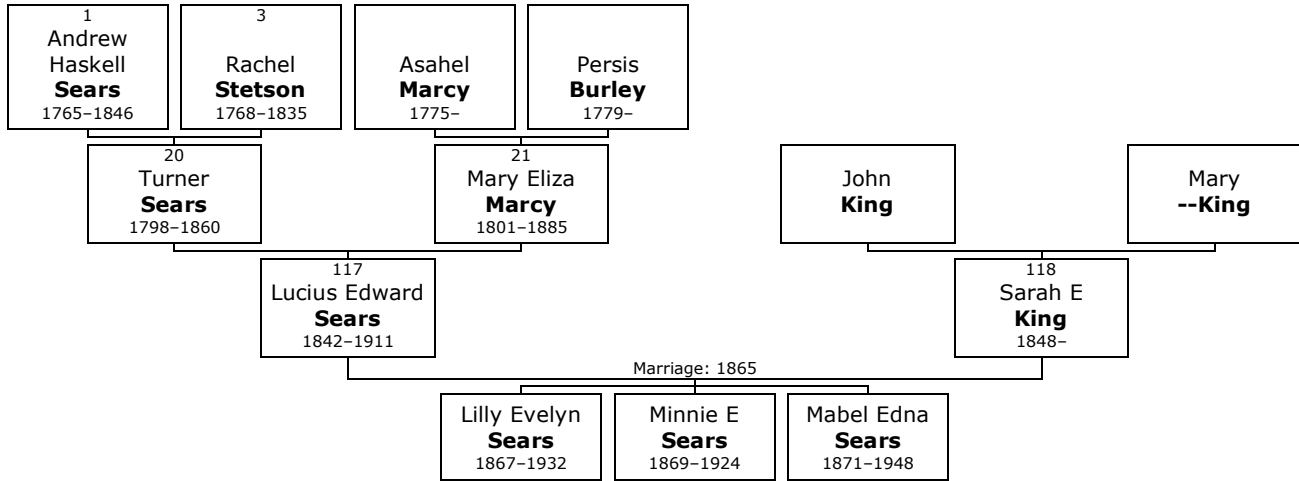 1
Andrew
Haskell
Sears
1765–1846
3
Rachel
Stetson
1768–1835
Asahel
Marcy
1775–
Persis
Burley
1779–
20
Turner
Sears
1798–1860
21
Mary Eliza
Marcy
1801–1885
John
King
Mary
--King
117
Lucius Edward
Sears
1842–1911
118
Sarah E
King
1848–
Marriage: 1865
Lilly Evelyn
Sears
1867–1932
Minnie E
Sears
1869–1924
Mabel Edna
Sears
1871–1948